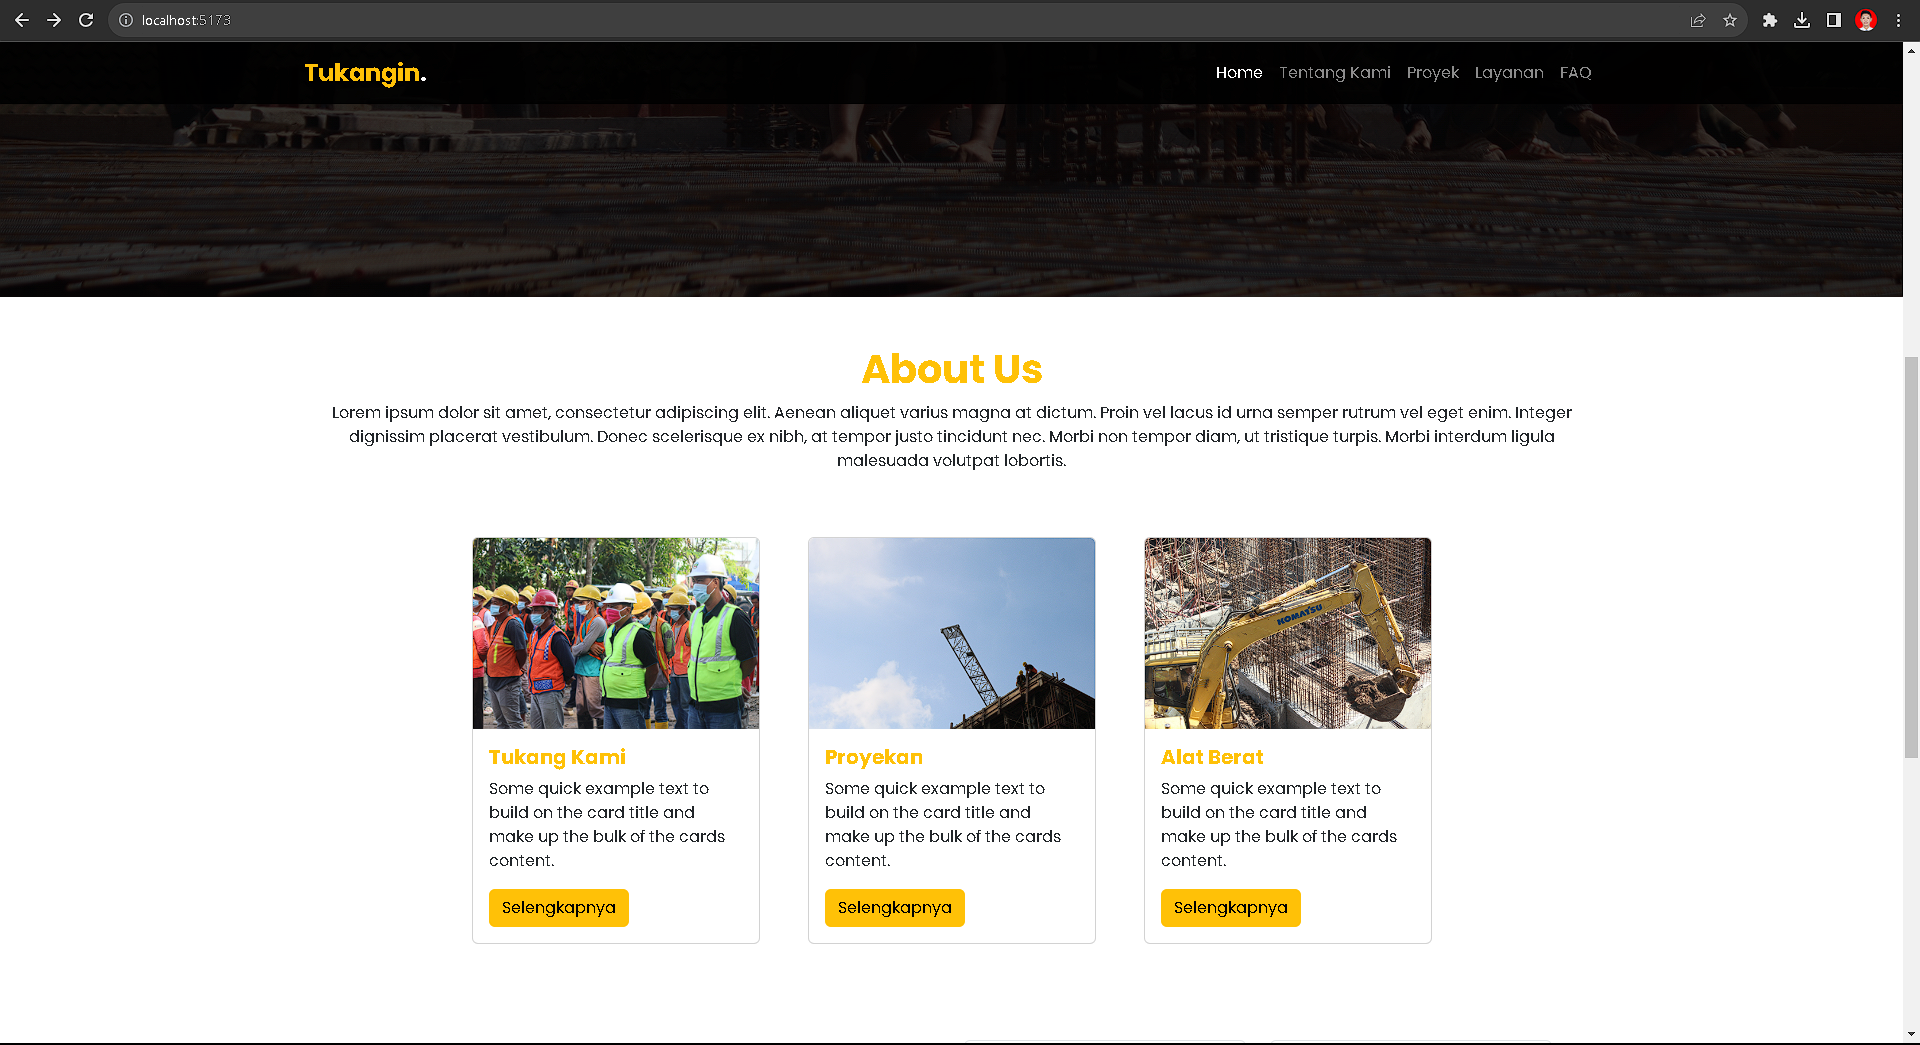 localhost:5173
Tukangin.
Home Tentang Kami Proyek Layanan FAQ
About Us
Lorem ipsum dolor sit amet, consectetur adipiscing elit. Aenean aliquet varius magna at dictum. Proin vel lacus id urna semper rutrum vel eget enim. Integer
dignissim placerat vestibulum. Donec scelerisque ex nibh, at tempor justo tincidunt nec. Morbi non tempor diam, ut tristique turpis. Morbi interdum ligula
malesuada volutpat lobortis.
KOMATSU
Tukang Kami
Some quick example text to
build on the card title and
make up the bulk of the cards
content.
Selengkapnya
Proyekan
Some quick example text to
build on the card title and
make up the bulk of the cards
content.
Selengkapnya
Alat Berat
Some quick example text to
build on the card title and
make up the bulk of the cards
content.
Selengkapnya